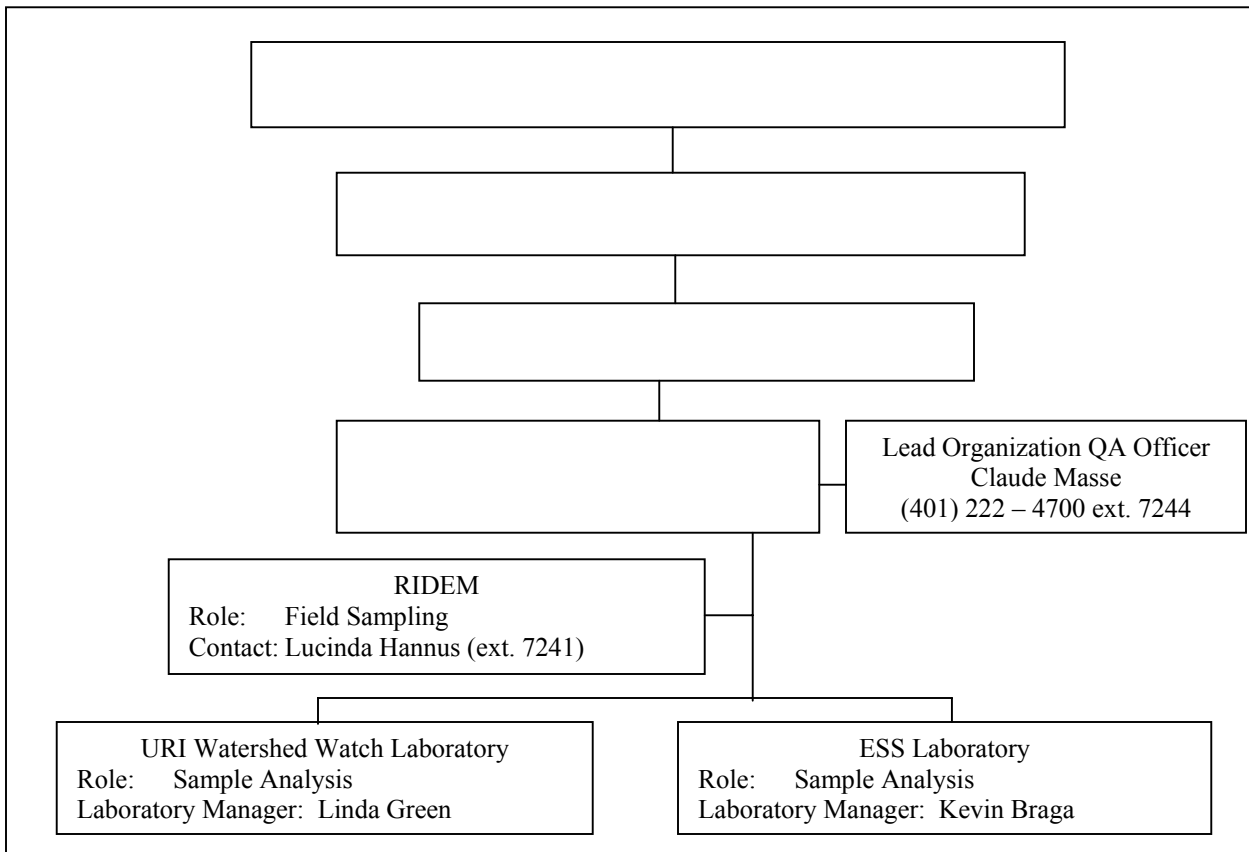 Lead Organization QA Officer
Claude Masse
(401) 222 – 4700 ext. 7244
RIDEM
Role: Field Sampling
Contact: Lucinda Hannus (ext. 7241)
URI Watershed Watch Laboratory
Role: Sample Analysis
Laboratory Manager: Linda Green
ESS Laboratory
Role: Sample Analysis
Laboratory Manager: Kevin Braga